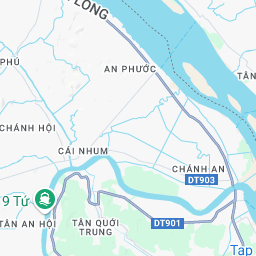 LONG
AN PHƯỚC
PHÚ
TÂN
CHÁNH HỘI
CÁI NHUM
CHÁNH AN
DT903
9 Tứ
TÂN AN HỘI
TÂN QUỚI
TRUNG
DT901
Tap